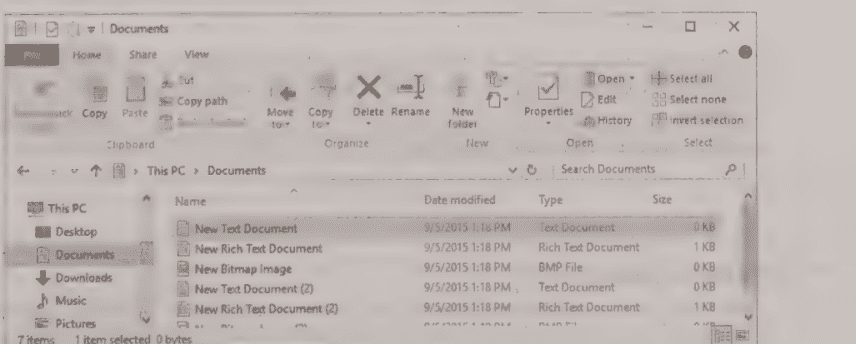 Documents
Home Share View
Cut
Copy path
Copy Paste
Move to Copy to Delete Rename New folder Properties
Open Edit History
Select all Select none Invert selection
Clipboard Organize New Open Select
This PC > Documents Search Documents
Name Date modified Type Size
This PC
Desktop
Documents
Downloads
Music
Pictures
New Text Document 9/5/2015 1:18 PM Text Document 0 KB
New Rich Text Document 9/5/2015 1:18 PM Rich Text Document 1 KB
New Bitmap Image 9/5/2015 1:18 PM BMP File 0 KB
New Text Document (2) 9/5/2015 1:18 PM Text Document 0 KB
New Rich Text Document (2) 9/5/2015 1:18 PM Rich Text Document 1 KB
7 items 1 item selected 0 bytes